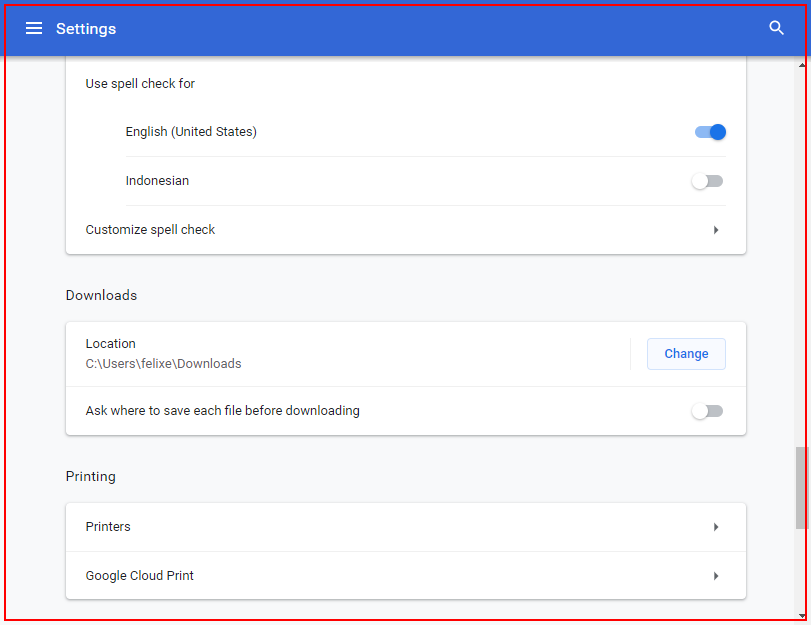 Settings
Use spell check for
English (United States)
Indonesian
Customize spell check
Downloads
Location
C:\Users\felixe\Downloads
Change
Ask where to save each file before downloading
Printing
Printers
Google Cloud Print